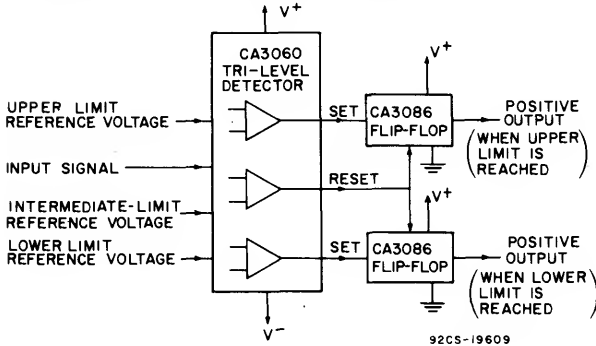 V+
CA3060
TRI-LEVEL
DETECTOR
V+
UPPER LIMIT
REFERENCE VOLTAGE
SET
CA3086
FLIP-FLOP
POSITIVE
OUTPUT
(WHEN UPPER
LIMIT IS
REACHED)
INPUT SIGNAL
RESET
V+
INTERMEDIATE-LIMIT
REFERENCE VOLTAGE
LOWER LIMIT
REFERENCE VOLTAGE
SET
CA3086
FLIP-FLOP
POSITIVE
OUTPUT
(WHEN LOWER
LIMIT IS
REACHED)
V-
92CS-19609